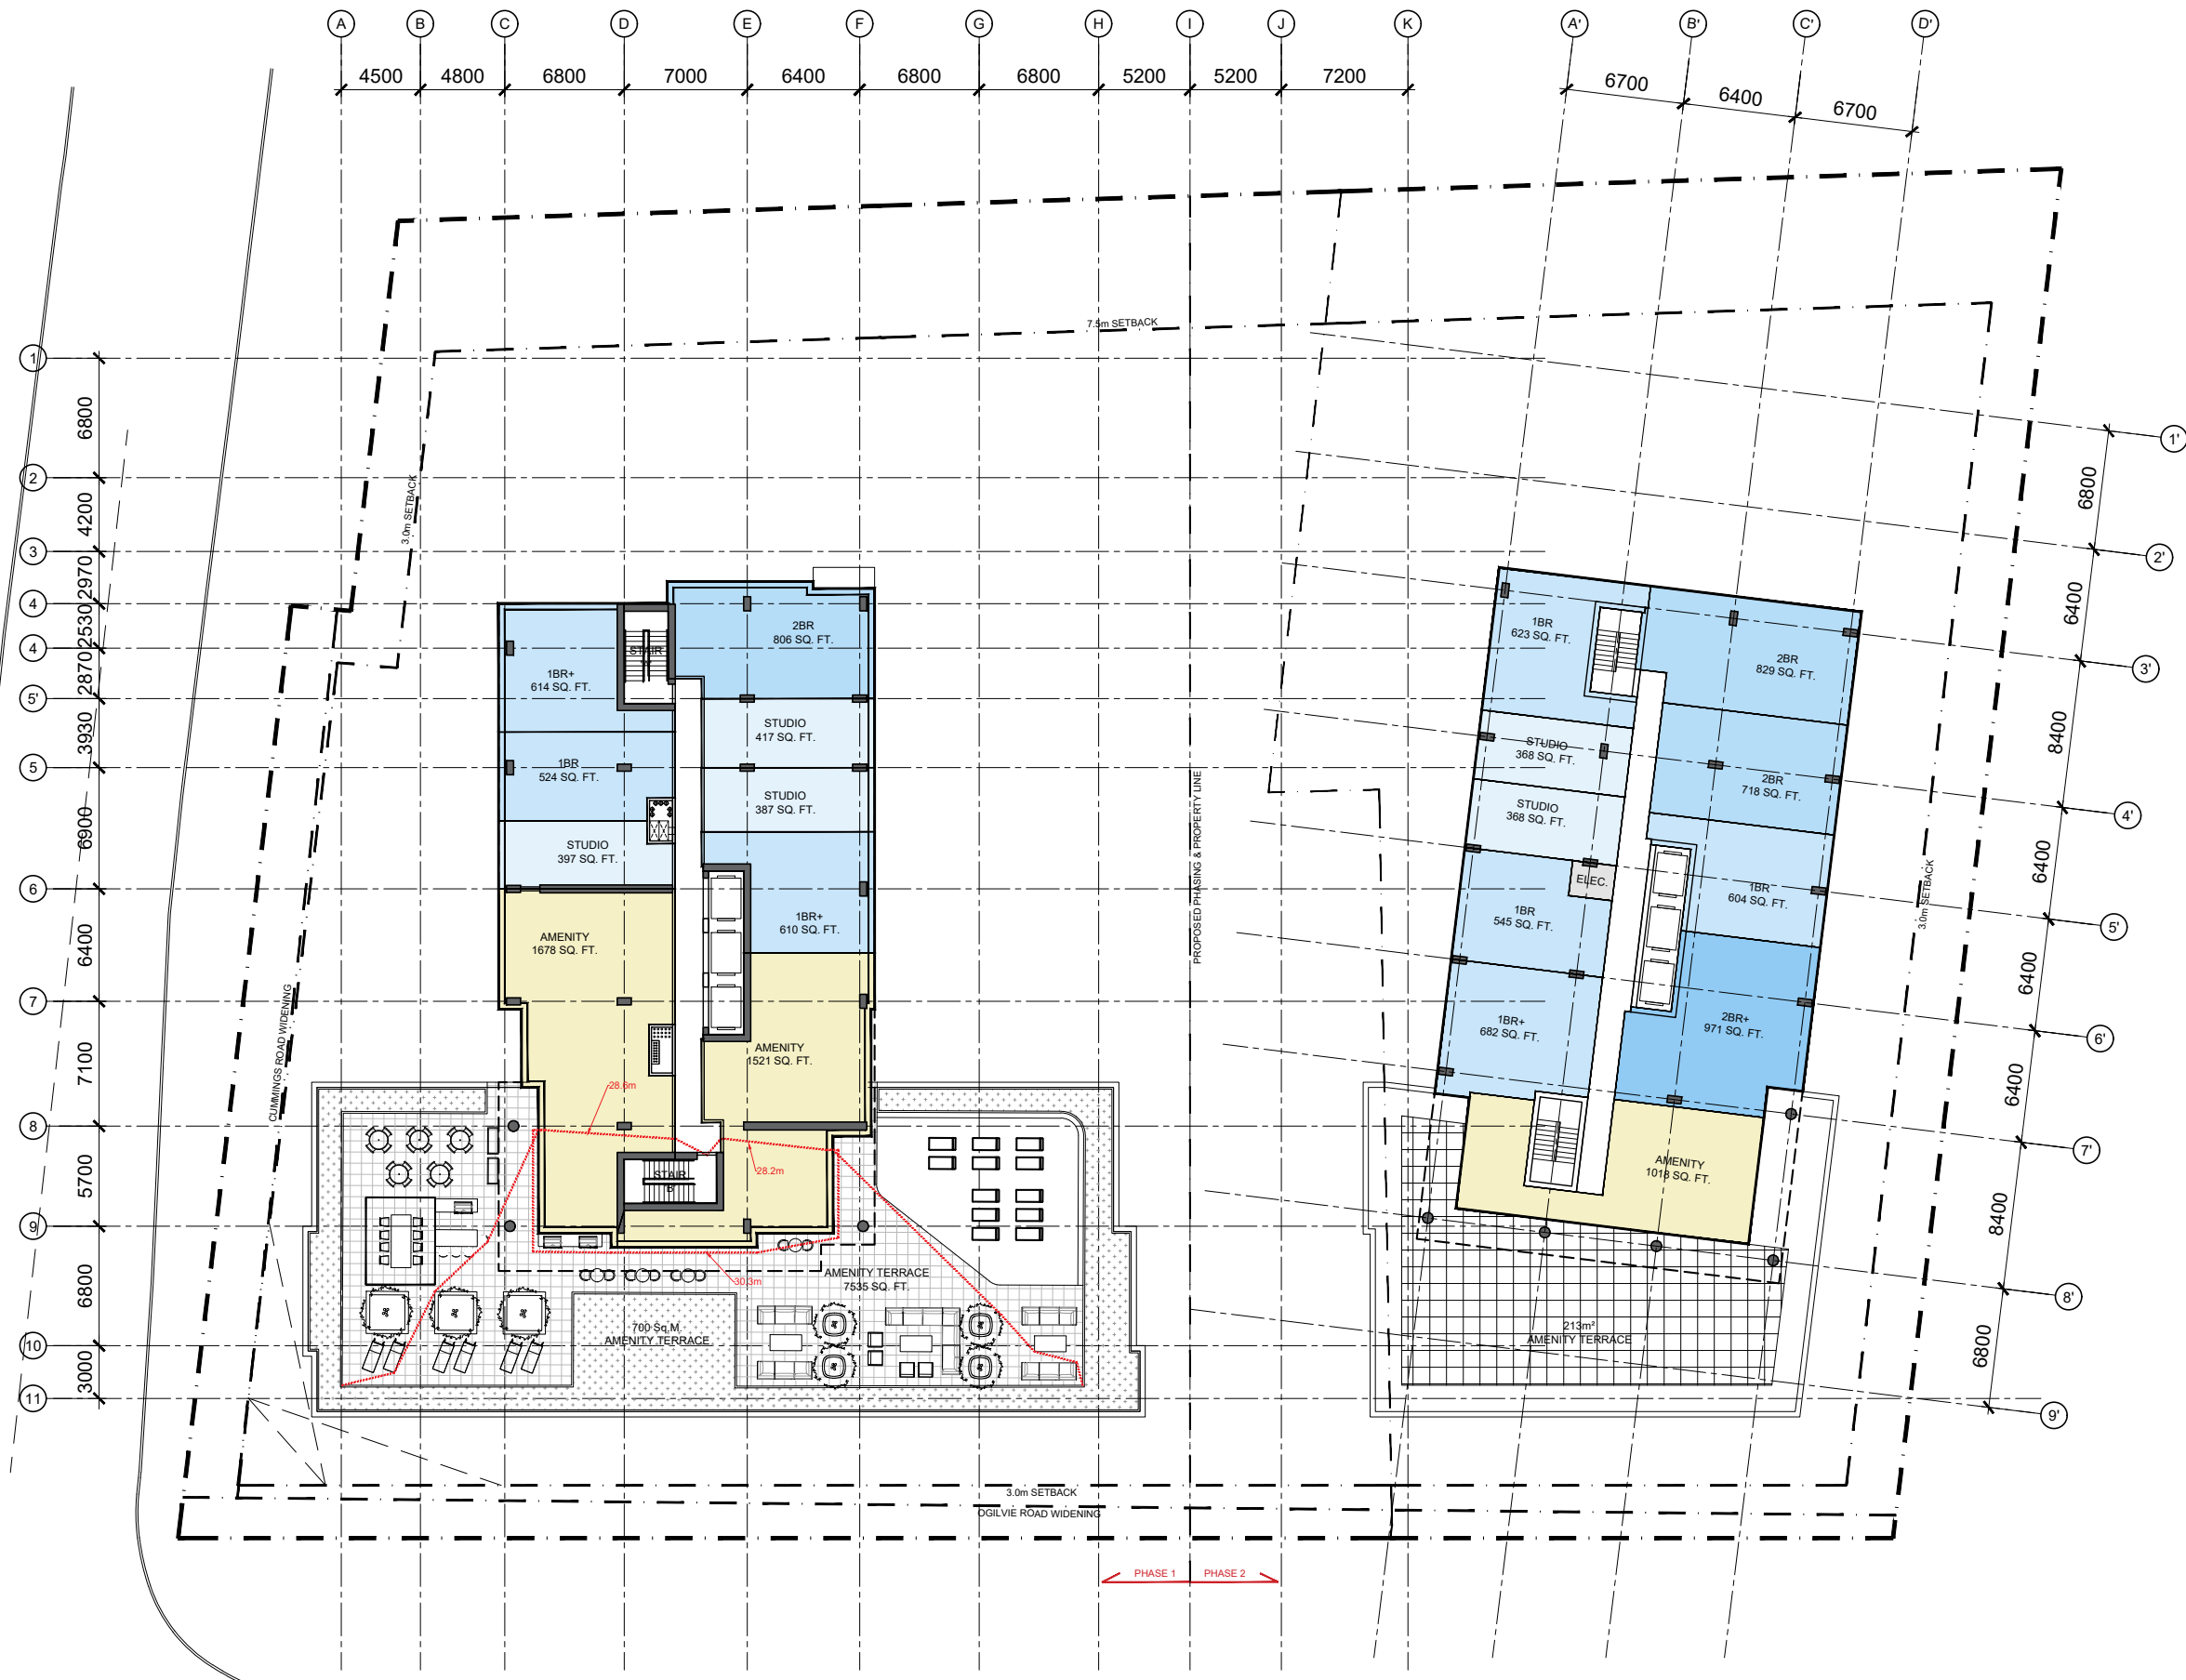 A B C D E F G H I J K A' B' C' D'
4500 4800 6800 7000 6400 6800 6800 5200 5200 7200 6700 6400 6700
7.5m SETBACK
3.0m SETBACK
1
6800
2
4200
3
2970
4
2530
4
2870
5'
3930
5
6900
6
6400
7
7100
8
5700
9
6800
10
3000
11
CUMMINGS ROAD WIDENING
STAIR
2BR
806 SQ. FT.
1BR+
614 SQ. FT.
STUDIO
417 SQ. FT.
1BR
524 SQ. FT.
STUDIO
387 SQ. FT.
STUDIO
397 SQ. FT.
1BR+
610 SQ. FT.
AMENITY
1678 SQ. FT.
AMENITY
1521 SQ. FT.
28.6m
28.2m
STAIR
B
30.3m
AMENITY TERRACE
7535 SQ. FT.
700 Sq.M.
AMENITY TERRACE
PROPOSED PHASING & PROPERTY LINE
1BR
623 SQ. FT.
2BR
829 SQ. FT.
STUDIO
368 SQ. FT.
2BR
718 SQ. FT.
STUDIO
368 SQ. FT.
ELEC.
1BR
604 SQ. FT.
1BR
545 SQ. FT.
1BR+
682 SQ. FT.
2BR+
971 SQ. FT.
AMENITY
1018 SQ. FT.
213m²
AMENITY TERRACE
3.0m SETBACK
1'
6800
2'
6400
3'
8400
4'
6400
5'
6400
6'
6400
7'
8400
8'
6800
9'
3.0m SETBACK
OGILVIE ROAD WIDENING
PHASE 1 PHASE 2